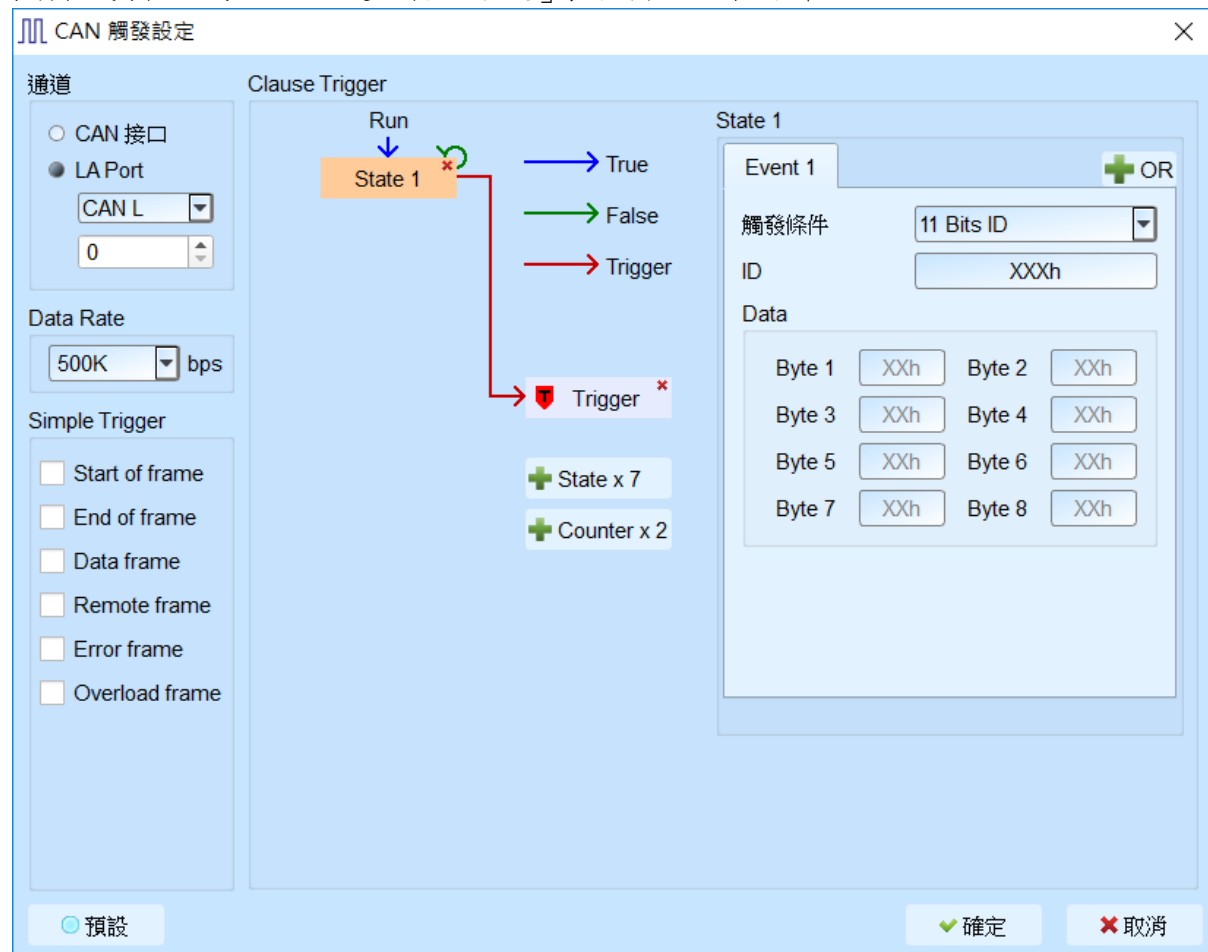 CAN 觸發設定
通道
CAN 接口
LA Port
CAN L
0
Data Rate
500K bps
Simple Trigger
Start of frame
End of frame
Data frame
Remote frame
Error frame
Overload frame
Clause Trigger
Run
State 1
True
False
Trigger
T Trigger
State x 7
Counter x 2
State 1
Event 1 OR
觸發條件 11 Bits ID
ID XXXh
Data
Byte 1 XXh Byte 2 XXh
Byte 3 XXh Byte 4 XXh
Byte 5 XXh Byte 6 XXh
Byte 7 XXh Byte 8 XXh
預設 確定 取消